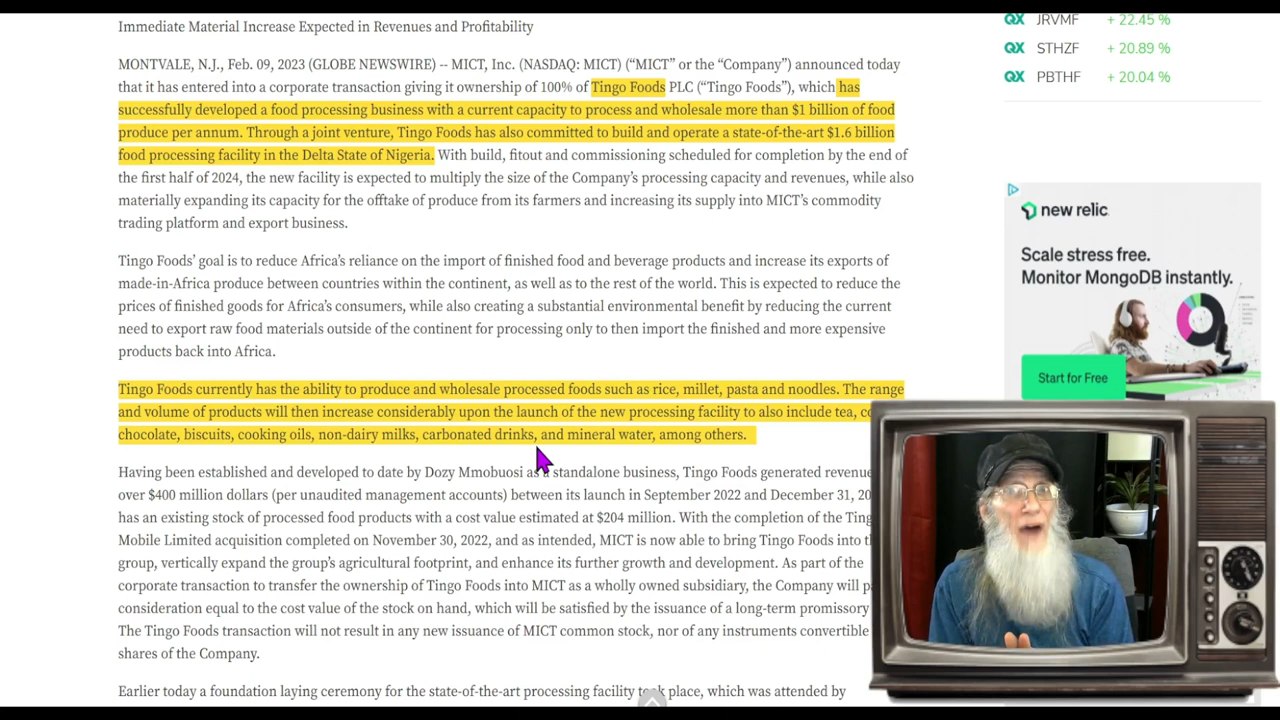 Immediate Material Increase Expected in Revenues and Profitability
MONTVALE, N.J., Feb. 09, 2023 (GLOBE NEWSWIRE) -- MICT, Inc. (NASDAQ: MICT) (“MICT” or the “Company”) announced today
that it has entered into a corporate transaction giving it ownership of 100% of Tingo Foods PLC (“Tingo Foods”), which has
successfully developed a food processing business with a current capacity to process and wholesale more than $1 billion of food
produce per annum. Through a joint venture, Tingo Foods has also committed to build and operate a state-of-the-art $1.6 billion
food processing facility in the Delta State of Nigeria. With build, fitout and commissioning scheduled for completion by the end of
the first half of 2024, the new facility is expected to multiply the size of the Company’s processing capacity and revenues, while also
materially expanding its capacity for the offtake of produce from its farmers and increasing its supply into MICT’s commodity
trading platform and export business.
Tingo Foods’ goal is to reduce Africa’s reliance on the import of finished food and beverage products and increase its exports of
made-in-Africa produce between countries within the continent, as well as to the rest of the world. This is expected to reduce the
prices of finished goods for Africa’s consumers, while also creating a substantial environmental benefit by reducing the current
need to export raw food materials outside of the continent for processing only to then import the finished and more expensive
products back into Africa.
Tingo Foods currently has the ability to produce and wholesale processed foods such as rice, millet, pasta and noodles. The range
and volume of products will then increase considerably upon the launch of the new processing facility to also include tea,
chocolate, biscuits, cooking oils, non-dairy milks, carbonated drinks, and mineral water, among others.
Having been established and developed to date by Dozy Mmobuosi as a standalone business, Tingo Foods generated revenue
over $400 million dollars (per unaudited management accounts) between its launch in September 2022 and December 31,
has an existing stock of processed food products with a cost value estimated at $204 million. With the completion of the
Mobile Limited acquisition completed on November 30, 2022, and as intended, MICT is now able to bring Tingo Foods into
group, vertically expand the group’s agricultural footprint, and enhance its further growth and development. As part of the
corporate transaction to transfer the ownership of Tingo Foods into MICT as a wholly owned subsidiary, the Company will
consideration equal to the cost value of the stock on hand, which will be satisfied by the issuance of a long-term promissory
The Tingo Foods transaction will not result in any new issuance of MICT common stock, nor of any instruments convertible
shares of the Company.
Earlier today a foundation laying ceremony for the state-of-the-art processing facility took place, which was attended by
QX JRVMF + 22.45 %
QX STHZF + 20.89 %
QX PBTHF + 20.04 %
new relic
Scale stress free.
Monitor MongoDB instantly.
Start for Free